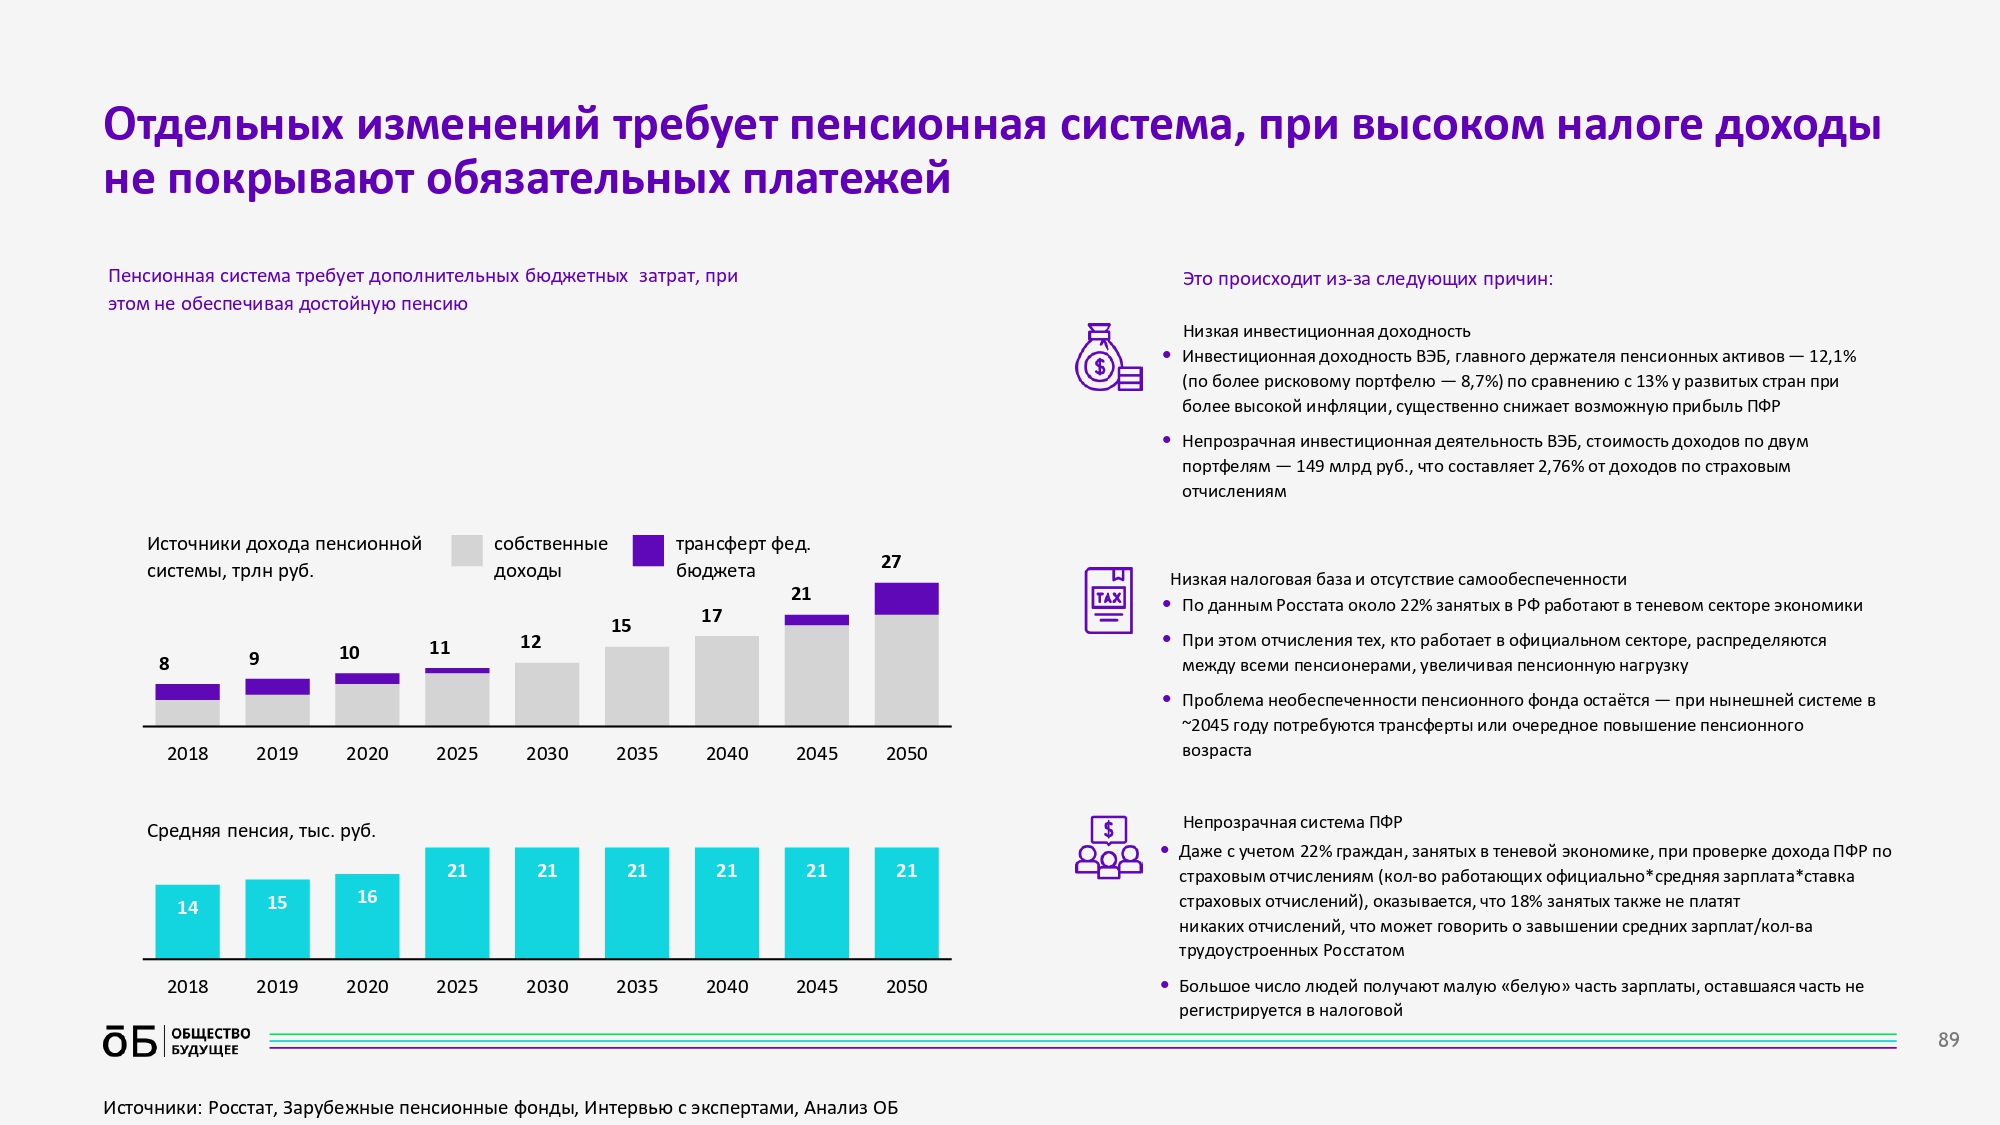 Отдельных изменений требует пенсионная система, при высоком налоге доходы
не покрывают обязательных платежей
Пенсионная система требует дополнительных бюджетных  затрат, при
этом не обеспечивая достойную пенсию
Источники дохода пенсионной
системы, трлн руб.
собственные
доходы
трансферт фед.
бюджета
8
9
10
11
12
15
17
21
27
2018
2019
2020
2025
2030
2035
2040
2045
2050
Средняя пенсия, тыс. руб.
14
15
16
21
21
21
21
21
21
2018
2019
2020
2025
2030
2035
2040
2045
2050
Это происходит из-за следующих причин:
$
Низкая инвестиционная доходность
• Инвестиционная доходность ВЭБ, главного держателя пенсионных активов — 12,1%
(по более рисковому портфелю — 8,7%) по сравнению с 13% у развитых стран при
более высокой инфляции, существенно снижает возможную прибыль ПФР
• Непрозрачная инвестиционная деятельность ВЭБ, стоимость доходов по двум
портфелям — 149 млрд руб., что составляет 2,76% от доходов по страховым
отчислениям
TAX
Низкая налоговая база и отсутствие самообеспеченности
• По данным Росстата около 22% занятых в РФ работают в теневом секторе экономики
• При этом отчисления тех, кто работает в официальном секторе, распределяются
между всеми пенсионерами, увеличивая пенсионную нагрузку
• Проблема необеспеченности пенсионного фонда остаётся — при нынешней системе в
~2045 году потребуются трансферты или очередное повышение пенсионного
возраста
$
Непрозрачная система ПФР
• Даже с учетом 22% граждан, занятых в теневой экономике, при проверке дохода ПФР по
страховым отчислениям (кол-во работающих официально*средняя зарплата*ставка
страховых отчислений), оказывается, что 18% занятых также не платят
никаких отчислений, что может говорить о завышении средних зарплат/кол-ва
трудоустроенных Росстатом
• Большое число людей получают малую «белую» часть зарплаты, оставшаяся часть не
регистрируется в налоговой
ОБ
ОБЩЕСТВО
БУДУЩЕЕ
89
Источники: Росстат, Зарубежные пенсионные фонды, Интервью с экспертами, Анализ ОБ